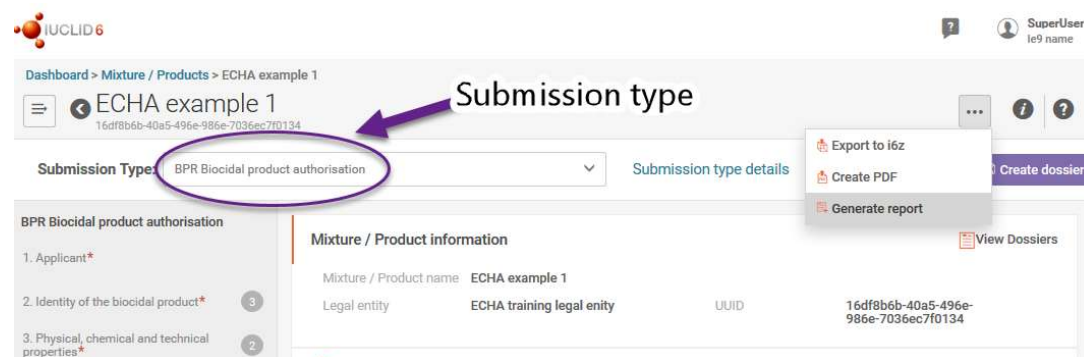 IUCLID 6
SuperUser
le9 name
Dashboard > Mixture / Products > ECHA example 1
ECHA example 1
16df8b6b-40a5-496e-986e-7036ec7f0134
Submission type
Submission Type:
BPR Biocidal product authorisation
Submission type details
Export to i6z
Create PDF
Generate report
Create dossier
BPR Biocidal product authorisation
1. Applicant*
2. Identity of the biocidal product*
3
3. Physical, chemical and technical
properties*
2
Mixture / Product information
View Dossiers
Mixture / Product name ECHA example 1
Legal entity ECHA training legal enity
UUID 16df8b6b-40a5-496e-
986e-7036ec7f0134